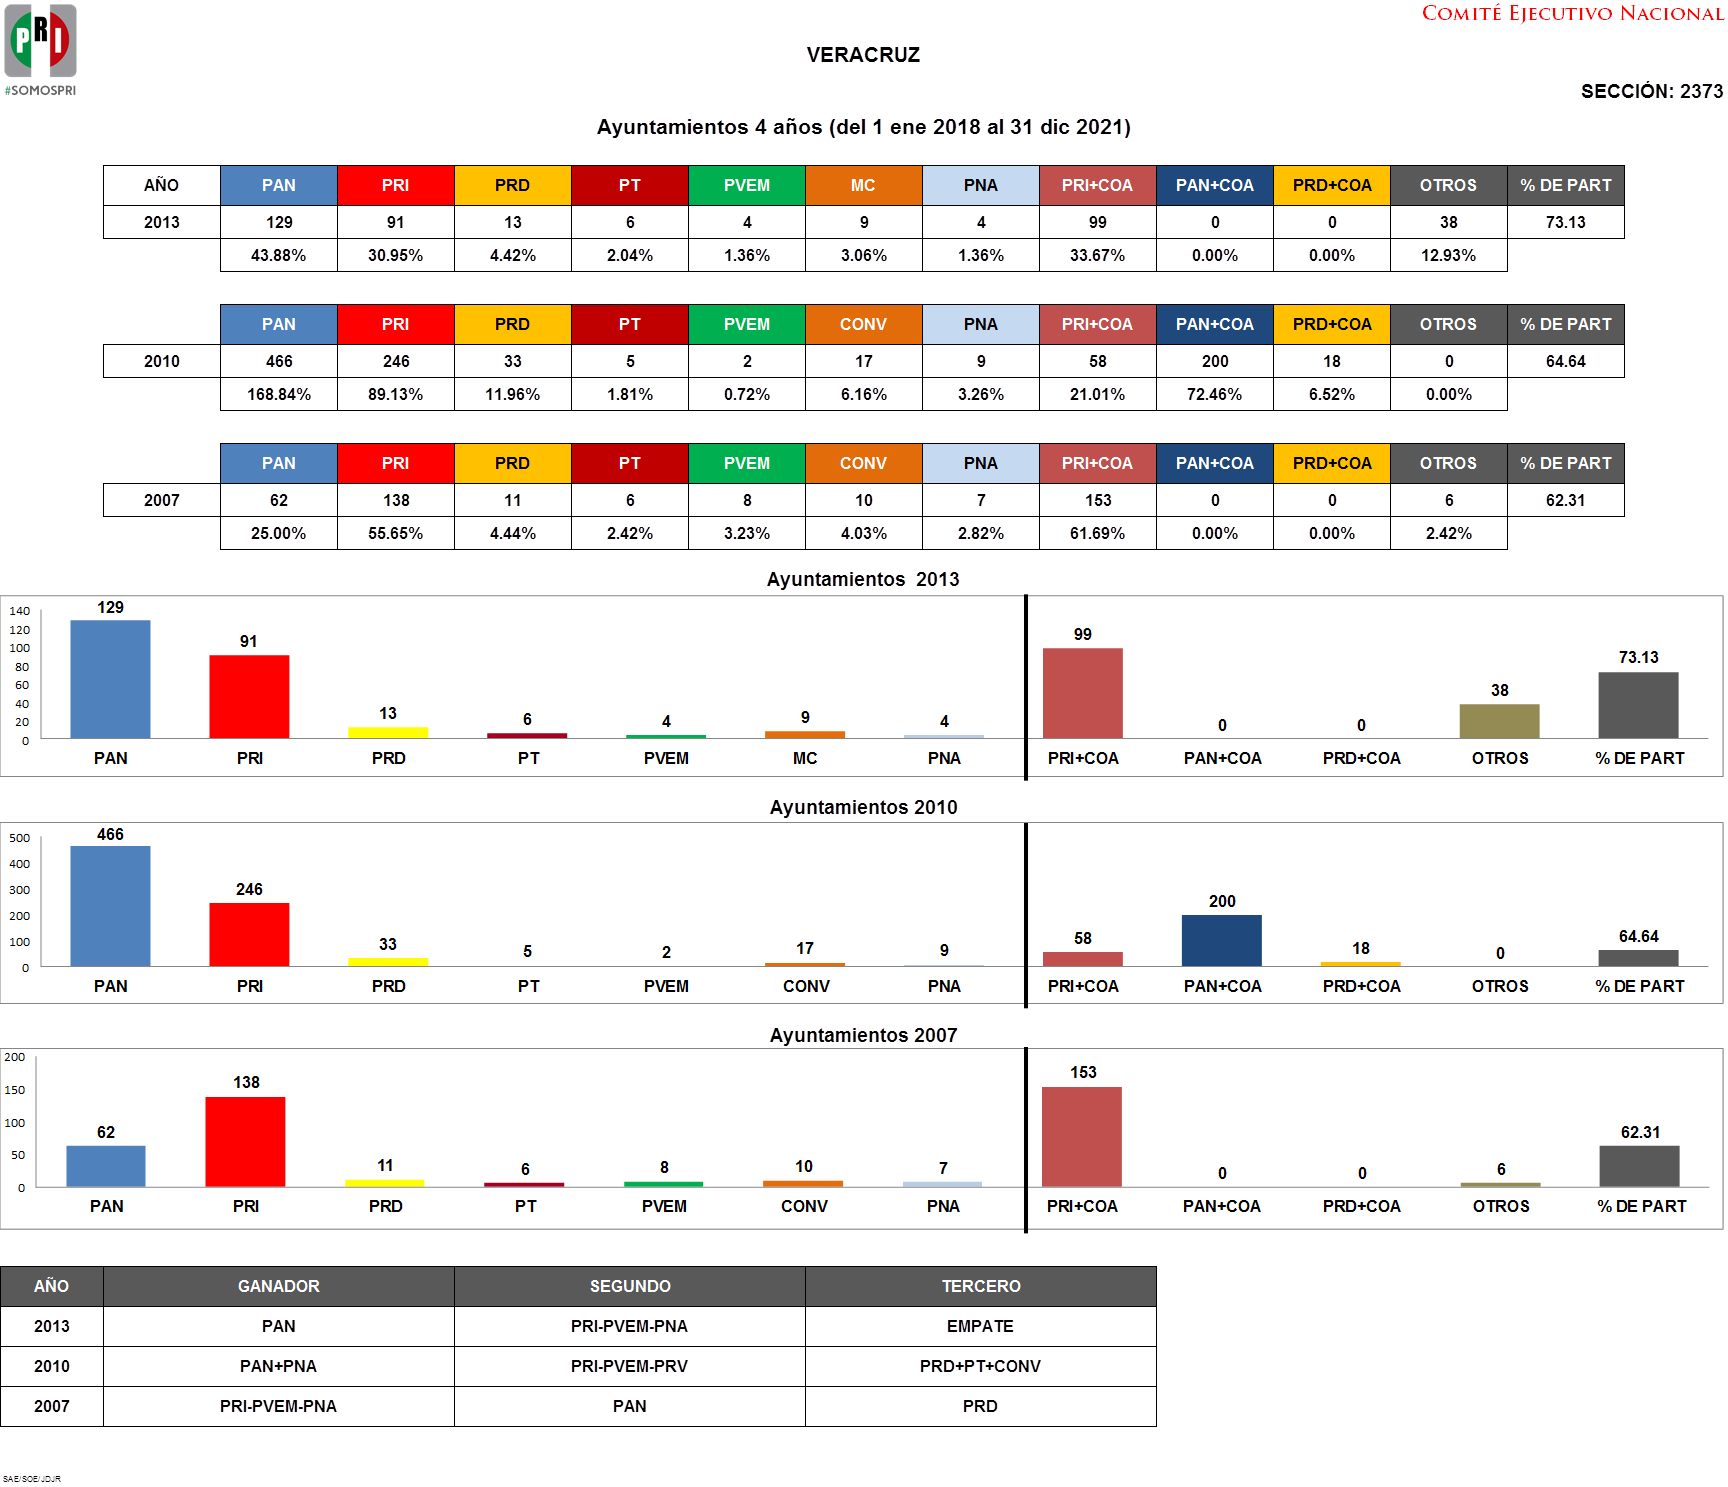 PRI
#SOMOSPRI
COMITÉ EJECUTIVO NACIONAL
VERACRUZ
SECCIÓN: 2373
Ayuntamientos 4 años (del 1 ene 2018 al 31 dic 2021)
AÑO PAN PRI PRD PT PVEM MC PNA PRI+COA PAN+COA PRD+COA OTROS % DE PART
2013 129 91 13 6 4 9 4 99 0 0 38 73.13
43.88% 30.95% 4.42% 2.04% 1.36% 3.06% 1.36% 33.67% 0.00% 0.00% 12.93%
PAN PRI PRD PT PVEM CONV PNA PRI+COA PAN+COA PRD+COA OTROS % DE PART
2010 466 246 33 5 2 17 9 58 200 18 0 64.64
168.84% 89.13% 11.96% 1.81% 0.72% 6.16% 3.26% 21.01% 72.46% 6.52% 0.00%
PAN PRI PRD PT PVEM CONV PNA PRI+COA PAN+COA PRD+COA OTROS % DE PART
2007 62 138 11 6 8 10 7 153 0 0 6 62.31
25.00% 55.65% 4.44% 2.42% 3.23% 4.03% 2.82% 61.69% 0.00% 0.00% 2.42%
Ayuntamientos 2013
140
120
100
80
60
40
20
0
129 91 13 6 4 9 4 99 0 0 38 73.13
PAN PRI PRD PT PVEM MC PNA PRI+COA PAN+COA PRD+COA OTROS % DE PART
Ayuntamientos 2010
500
400
300
200
100
0
466 246 33 5 2 17 9 58 200 18 0 64.64
PAN PRI PRD PT PVEM CONV PNA PRI+COA PAN+COA PRD+COA OTROS % DE PART
Ayuntamientos 2007
200
150
100
50
0
62 138 11 6 8 10 7 153 0 0 6 62.31
PAN PRI PRD PT PVEM CONV PNA PRI+COA PAN+COA PRD+COA OTROS % DE PART
AÑO GANADOR SEGUNDO TERCERO
2013 PAN PRI-PVEM-PNA EMPATE
2010 PAN+PNA PRI-PVEM-PRV PRD+PT+CONV
2007 PRI-PVEM-PNA PAN PRD
SAE/SOE/JDJR